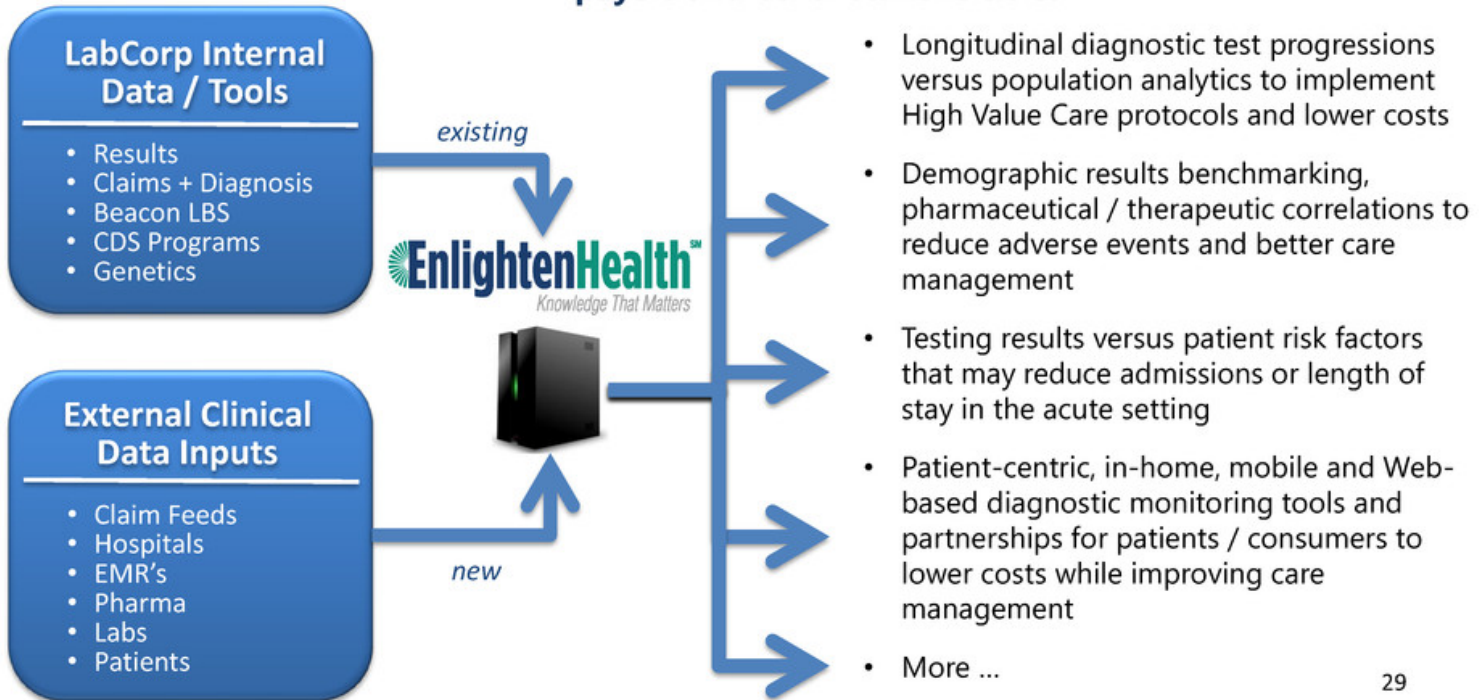 LabCorp Internal
Data / Tools
• Results
• Claims + Diagnosis
• Beacon LBS
• CDS Programs
• Genetics
existing
EnlightenHealth℠
Knowledge That Matters
External Clinical
Data Inputs
• Claim Feeds
• Hospitals
• EMR's
• Pharma
• Labs
• Patients
new
• Longitudinal diagnostic test progressions
versus population analytics to implement
High Value Care protocols and lower costs
• Demographic results benchmarking,
pharmaceutical / therapeutic correlations to
reduce adverse events and better care
management
• Testing results versus patient risk factors
that may reduce admissions or length of
stay in the acute setting
• Patient-centric, in-home, mobile and Web-
based diagnostic monitoring tools and
partnerships for patients / consumers to
lower costs while improving care
management
• More ...
29